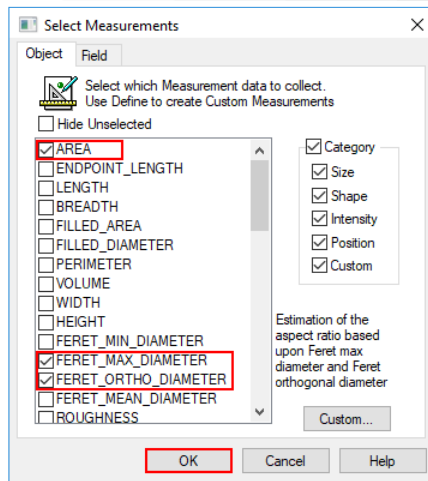 Select Measurements
Object
Field
Select which Measurement data to collect.
Use Define to create Custom Measurements
Hide Unselected
AREA
ENDPOINT_LENGTH
LENGTH
BREADTH
FILLED_AREA
FILLED_DIAMETER
PERIMETER
VOLUME
WIDTH
HEIGHT
FERET_MIN_DIAMETER
FERET_MAX_DIAMETER
FERET_ORTHO_DIAMETER
FERET_MEAN_DIAMETER
ROUGHNESS
Category
Size
Shape
Intensity
Position
Custom
Estimation of the
aspect ratio based
upon Feret max
diameter and Feret
orthogonal diameter
Custom...
OK
Cancel
Help